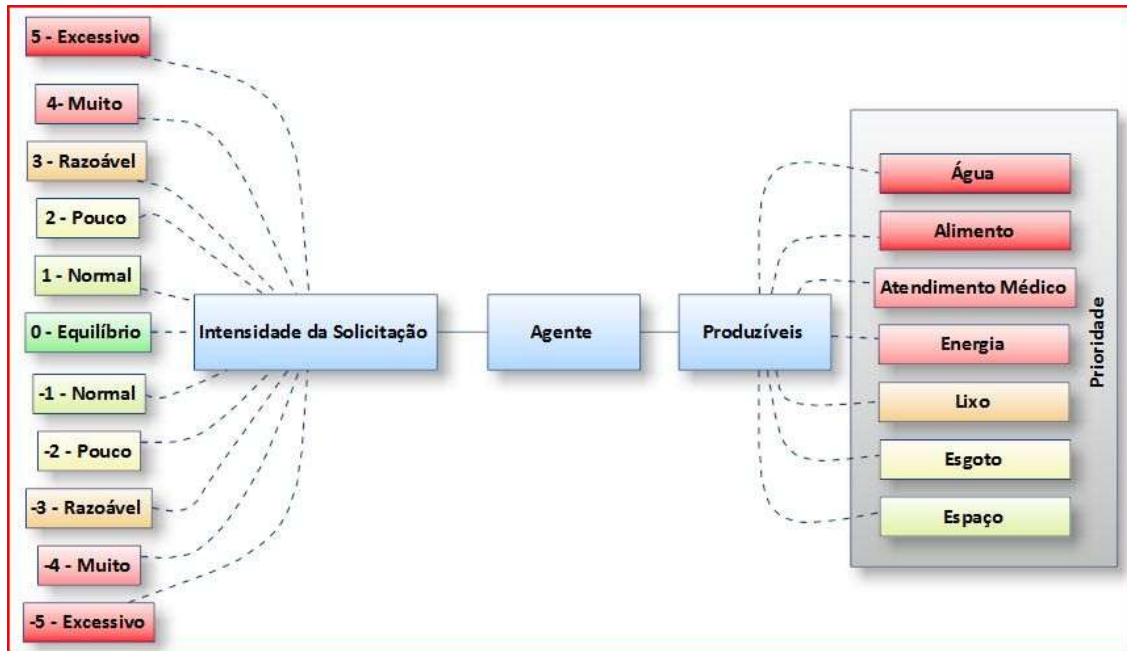 5 - Excessivo
4- Muito
3 - Razoável
2 - Pouco
1 - Normal
0 - Equilíbrio
-1 - Normal
-2 - Pouco
-3 - Razoável
-4 - Muito
-5 - Excessivo
Intensidade da Solicitação
Agente
Produzíveis
Água
Alimento
Atendimento Médico
Energia
Lixo
Esgoto
Espaço
Prioridade